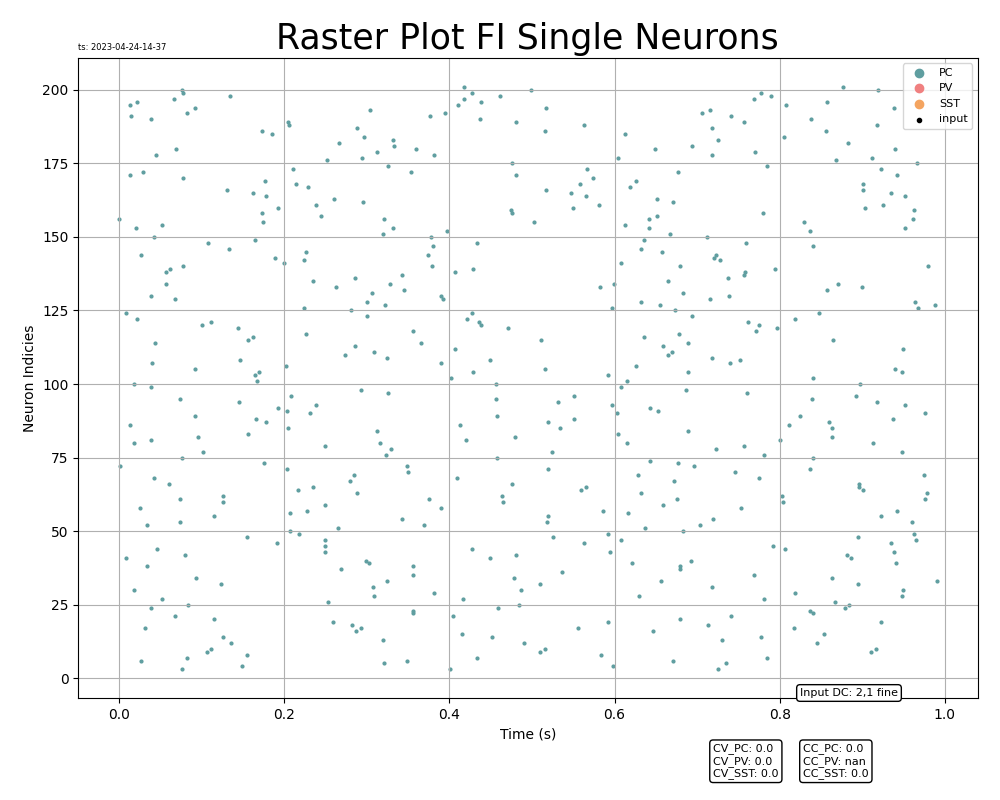 Raster Plot FI Single Neurons
ts: 2023-04-24-14-37
PC
PV
SST
input
200
175
150
125
100
75
50
25
0
Neuron Indicies
0.0 0.2 0.4 0.6 0.8 1.0
Time (s)
Input DC: 2,1 fine
CV_PC: 0.0
CV_PV: 0.0
CV_SST: 0.0
CC_PC: 0.0
CC_PV: nan
CC_SST: 0.0